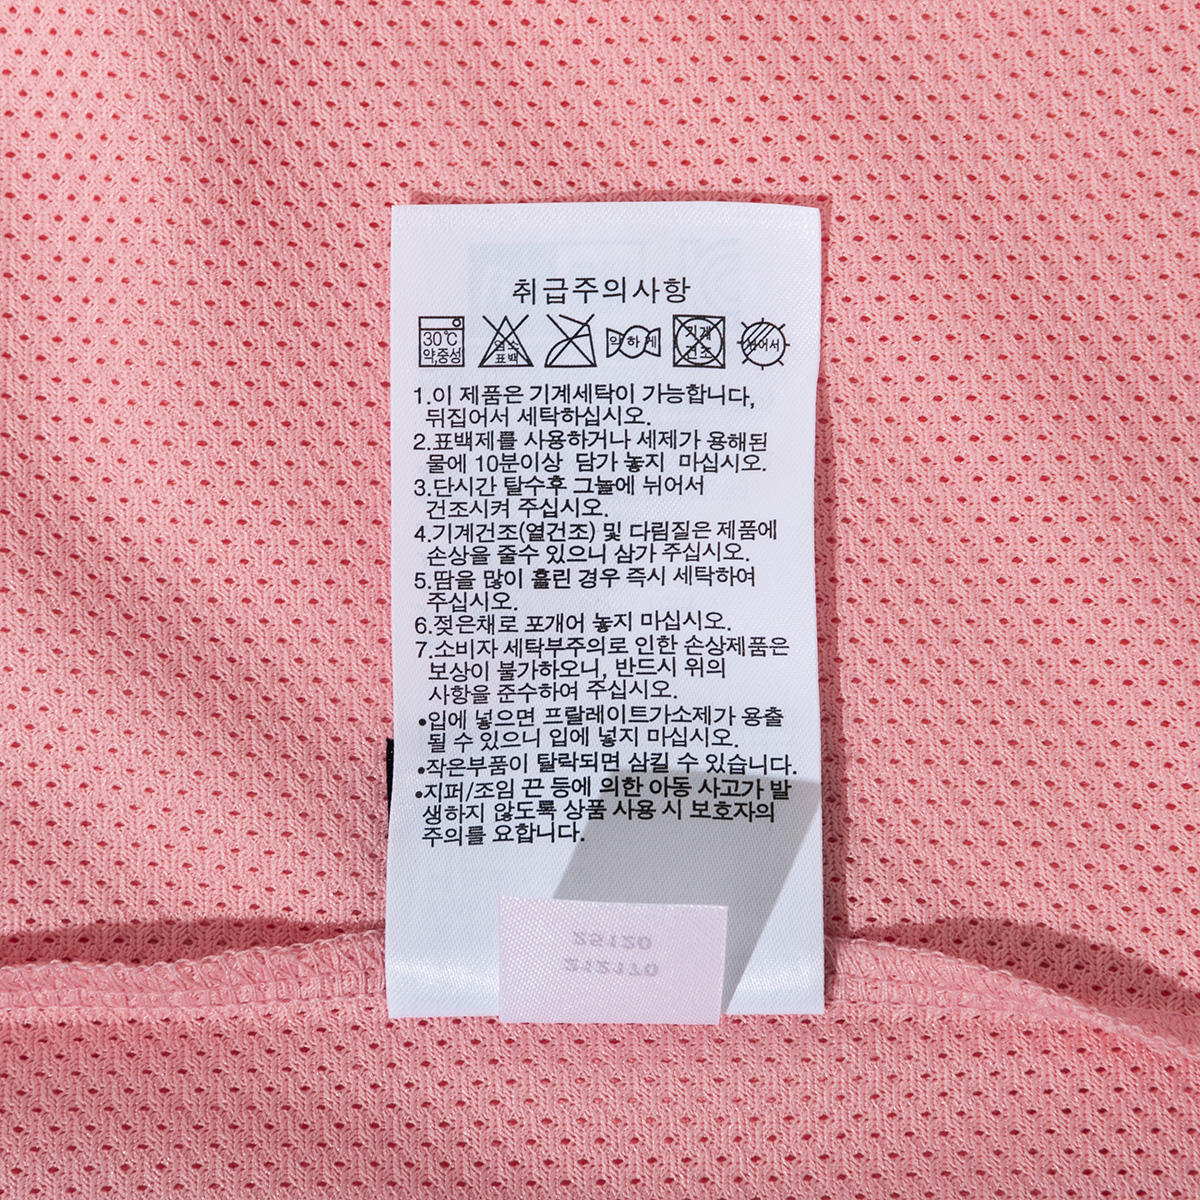 취급주의사항
30℃
약,중성
염소
표백
약하게
기계
건조
뉘어서
1.이 제품은 기계세탁이 가능합니다,
뒤집어서 세탁하십시오.
2.표백제를 사용하거나 세제가 용해된
물에 10분이상 담가 놓지 마십시오.
3.단시간 탈수후 그늘에 뉘어서
건조시켜 주십시오.
4.기계건조(열건조) 및 다림질은 제품에
손상을 줄수 있으니 삼가 주십시오.
5.땀을 많이 흘린 경우 즉시 세탁하여
주십시오.
6.젖은채로 포개어 놓지 마십시오.
7.소비자 세탁부주의로 인한 손상제품은
보상이 불가하오니, 반드시 위의
사항을 준수하여 주십시오.
•입에 넣으면 프탈레이트가소제가 용출
될 수 있으니 입에 넣지 마십시오.
•작은부품이 탈락되면 삼킬 수 있습니다.
•지퍼/조임 끈 등에 의한 아동 사고가 발
생하지 않도록 상품 사용 시 보호자의
주의를 요합니다.
25120
212170